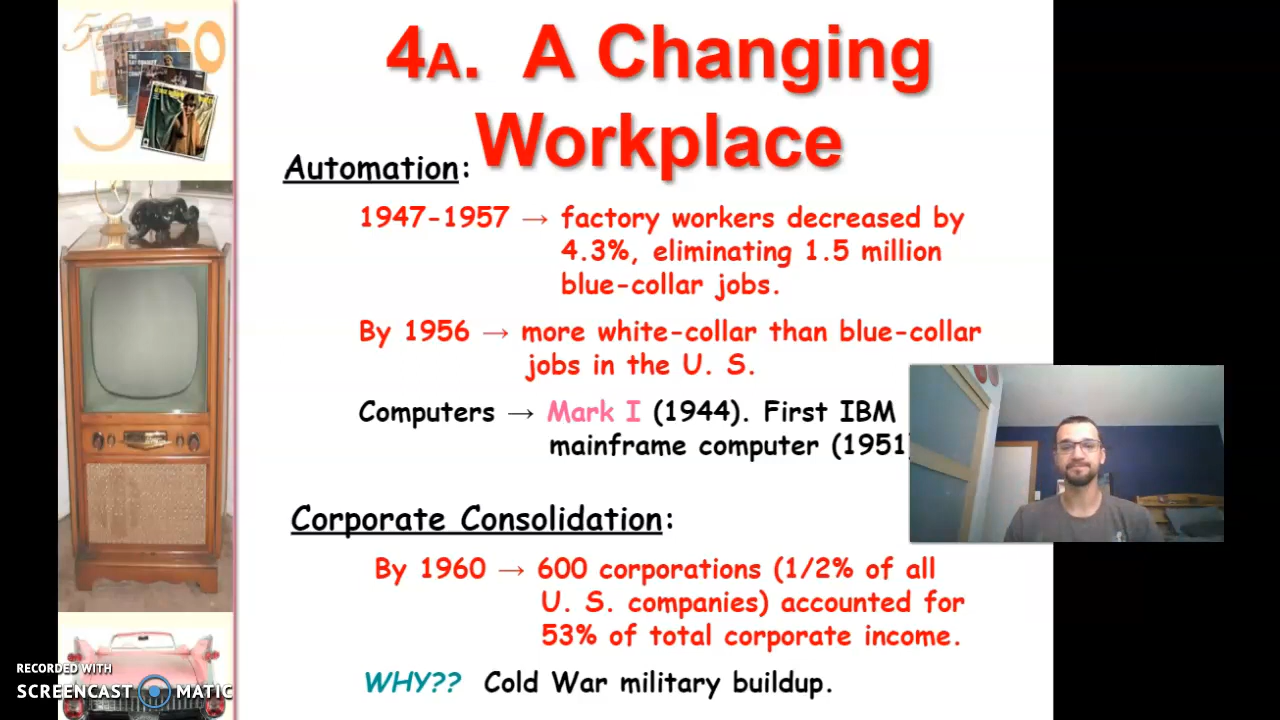 4A. A Changing
Workplace
Automation:
1947-1957 → factory workers decreased by
4.3%, eliminating 1.5 million
blue-collar jobs.
By 1956 → more white-collar than blue-collar
jobs in the U. S.
Computers → Mark I (1944). First IBM
mainframe computer (1951)
Corporate Consolidation:
By 1960 → 600 corporations (1/2% of all
U. S. companies) accounted for
53% of total corporate income.
WHY?? Cold War military buildup.
50
RECORDED WITH
SCREENCAST MATIC